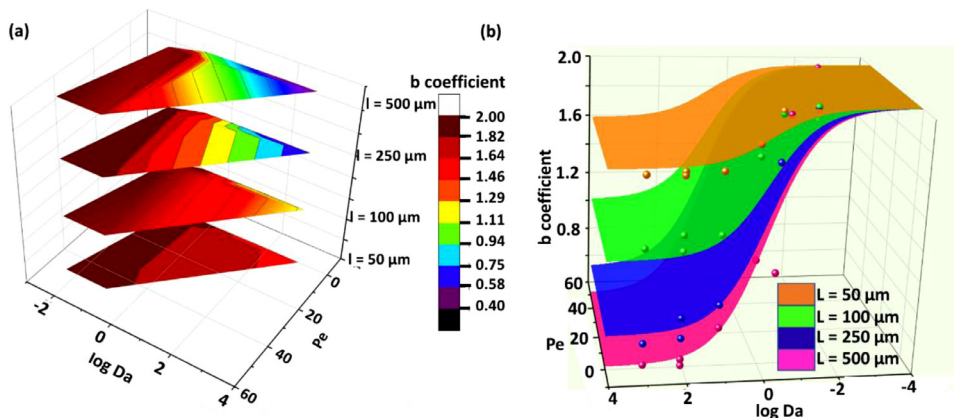 (a)
b coefficient
l = 500 µm
l = 250 µm
l = 100 µm
l = 50 µm
2.00
1.82
1.64
1.46
1.29
1.11
0.94
0.75
0.58
0.40
-2
0
2
4
log Da
0
20
40
60
Pe
(b)
2.0
1.6
1.2
0.8
60
40
20
0
b coefficient
Pe
4
2
0
-2
-4
log Da
L = 50 µm
L = 100 µm
L = 250 µm
L = 500 µm